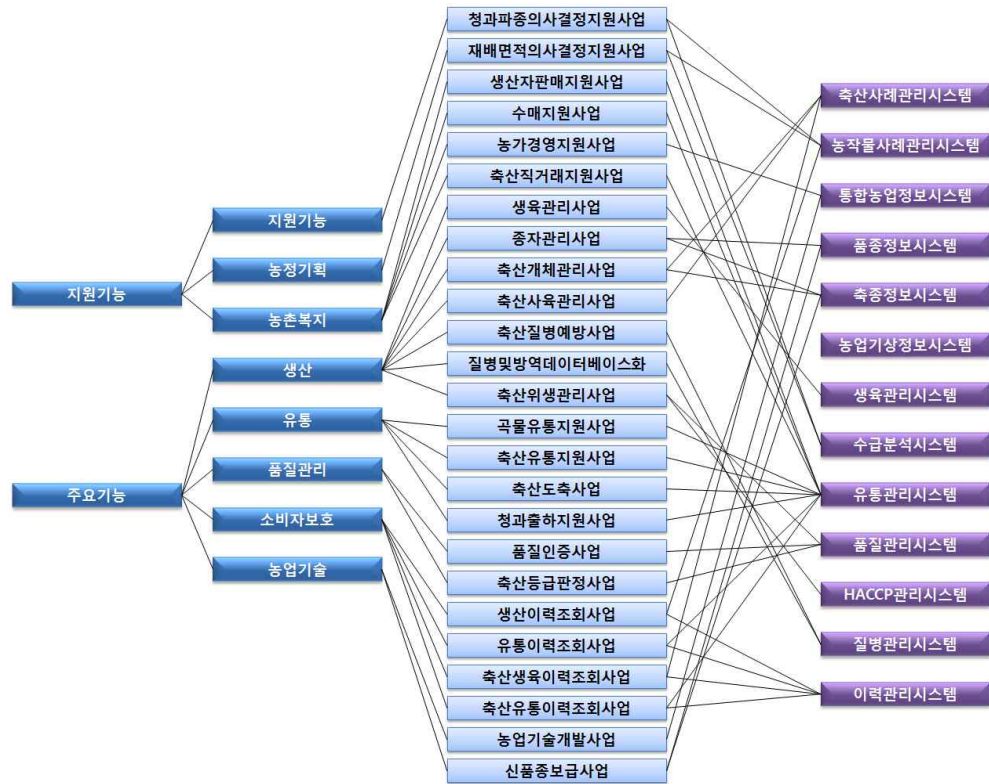 지원기능
주요기능
지원기능
농정기획
농촌복지
생산
유통
품질관리
소비자보호
농업기술
청과파종의사결정지원사업
재배면적의사결정지원사업
생산자판매지원사업
수매지원사업
농가경영지원사업
축산직거래지원사업
생육관리사업
종자관리사업
축산개체관리사업
축산사육관리사업
축산질병예방사업
질병및방역데이터베이스화
축산위생관리사업
곡물유통지원사업
축산유통지원사업
축산도축사업
청과출하지원사업
품질인증사업
축산등급판정사업
생산이력조회사업
유통이력조회사업
축산생육이력조회사업
축산유통이력조회사업
농업기술개발사업
신품종보급사업
축산사례관리시스템
농작물사례관리시스템
통합농업정보시스템
품종정보시스템
축종정보시스템
농업기상정보시스템
생육관리시스템
수급분석시스템
유통관리시스템
품질관리시스템
HACCP관리시스템
질병관리시스템
이력관리시스템